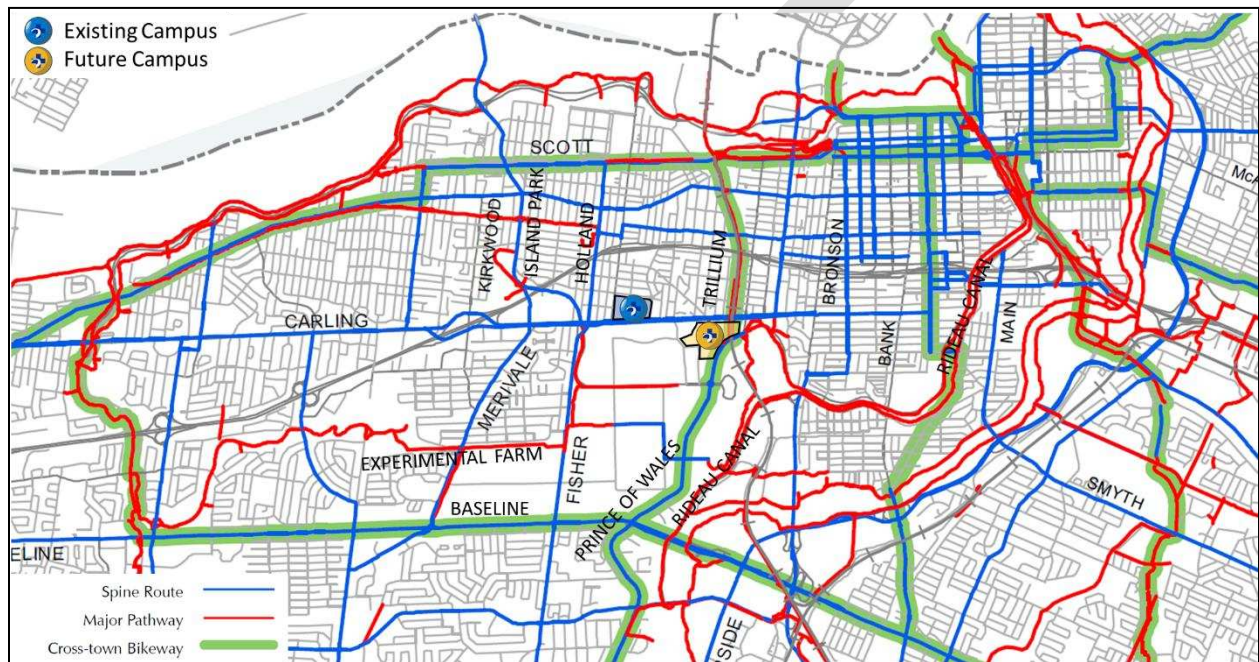 Existing Campus
Future Campus
SCOTT
McA
KIRKWOOD
ISLAND PARK
HOLLAND
TRILLIUM
BRONSON
CARLING
BANK
RIDEAU CANAL
MAIN
MERIVALE
EXPERIMENTAL FARM
FISHER
PRINCE OF WALES
RIDEAU CANAL
SMYTH
BASELINE
ELINE
SIDE
Spine Route
Major Pathway
Cross-town Bikeway